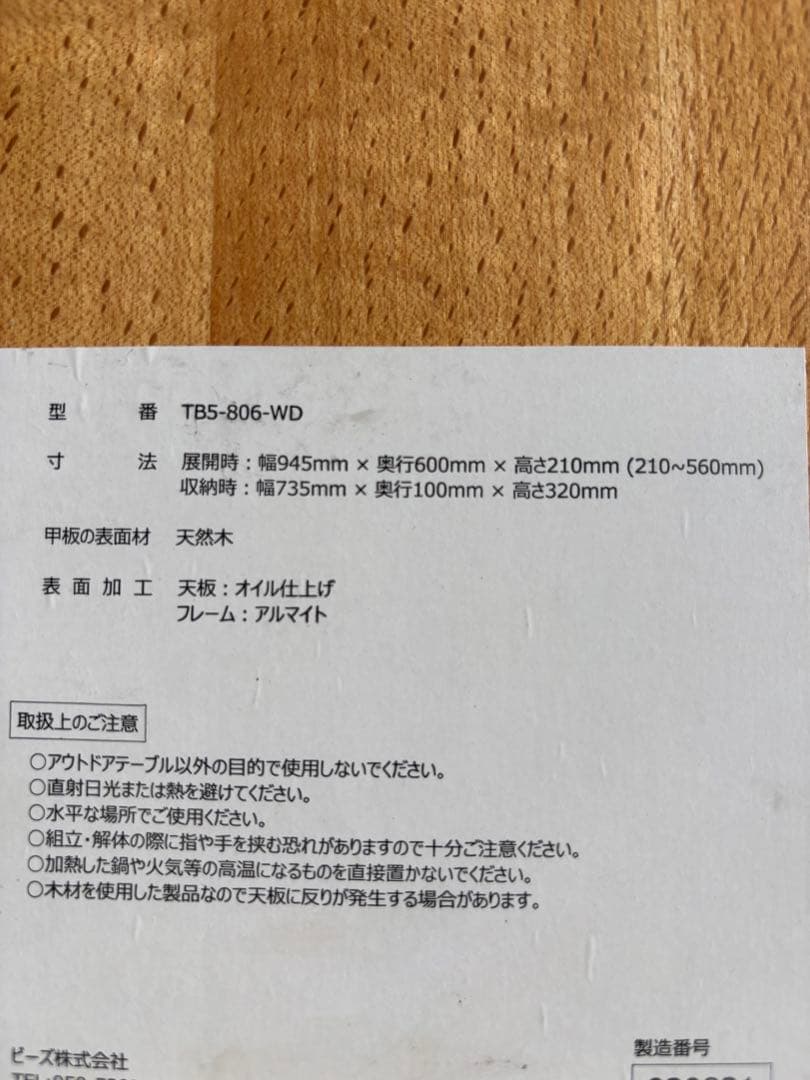 型番 TB5-806-WD
寸法 展開時：幅945mm × 奥行600mm × 高さ210mm (210~560mm)
収納時：幅735mm × 奥行100mm × 高さ320mm
甲板の表面材 天然木
表面加工 天板：オイル仕上げ
フレーム：アルマイト
取扱上のご注意
○アウトドアテーブル以外の目的で使用しないでください。
○直射日光または熱を避けてください。
○水平な場所でご使用ください。
○組立・解体の際に指や手を挟む恐れがありますので十分ご注意ください。
○加熱した鍋や火気等の高温になるものを直接置かないでください。
○木材を使用した製品なので天板に反りが発生する場合があります。
ビーズ株式会社
製造番号